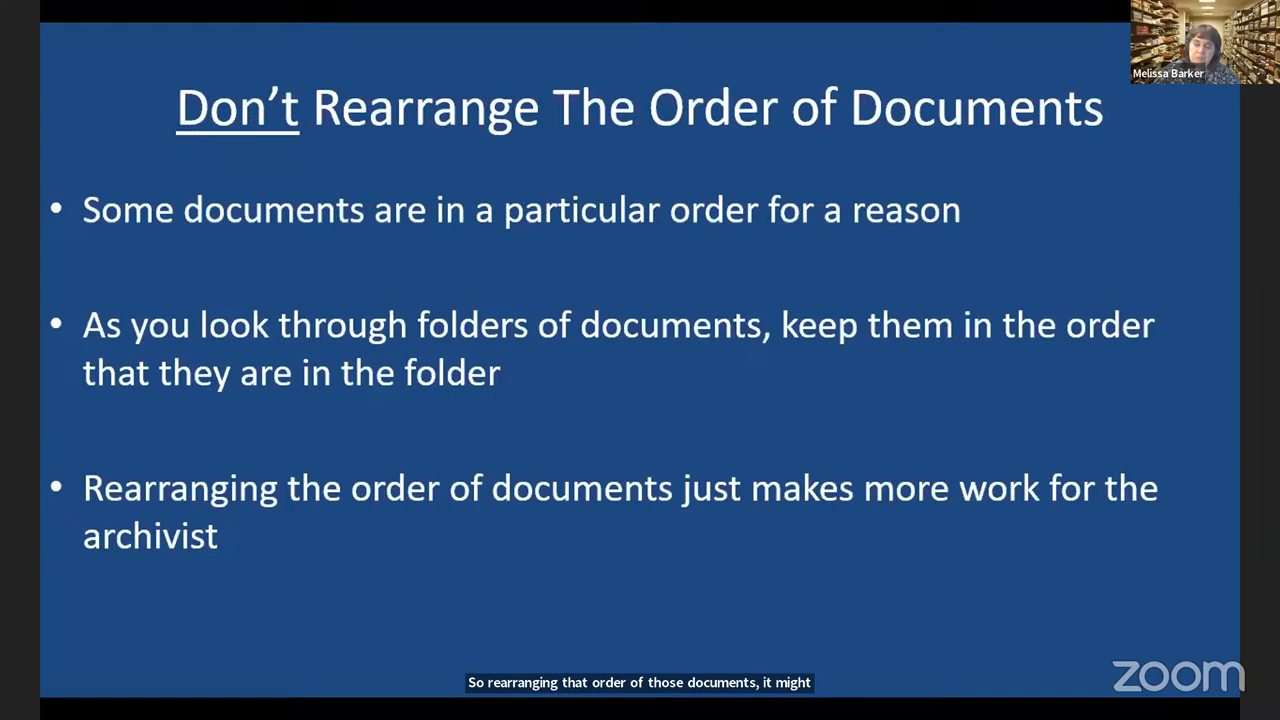 Melissa Barker
Don't Rearrange The Order of Documents
• Some documents are in a particular order for a reason
• As you look through folders of documents, keep them in the order
that they are in the folder
• Rearranging the order of documents just makes more work for the
archivist
So rearranging that order of those documents, it might
zoom